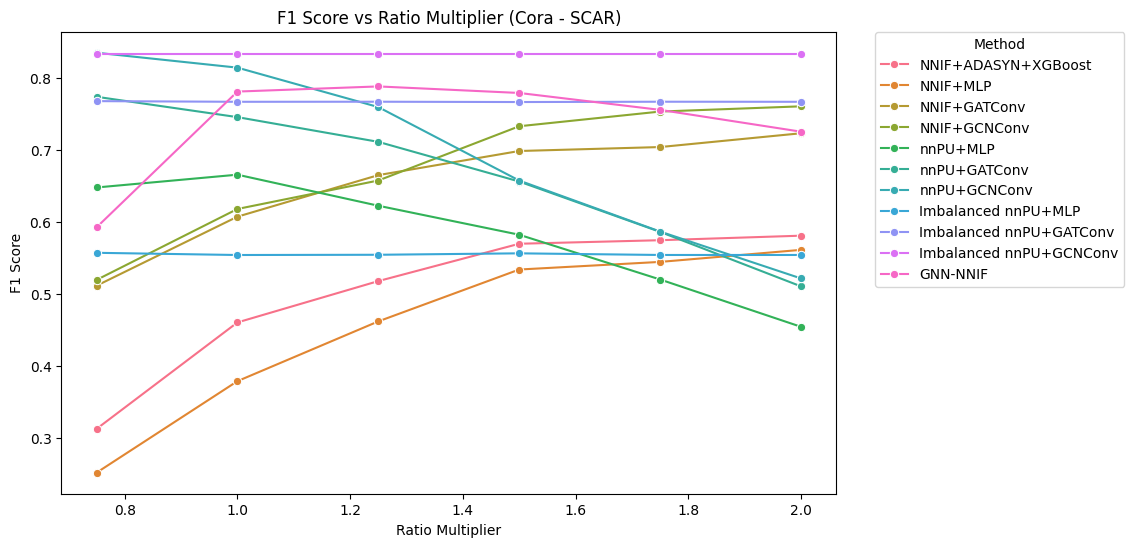 F1 Score vs Ratio Multiplier (Cora - SCAR)
F1 Score
0.8
0.7
0.6
0.5
0.4
0.3
0.8
1.0
1.2
1.4
1.6
1.8
2.0
Ratio Multiplier
Method
NNIF+ADASYN+XGBoost
NNIF+MLP
NNIF+GATConv
NNIF+GCNConv
nnPU+MLP
nnPU+GATConv
nnPU+GCNConv
Imbalanced nnPU+MLP
Imbalanced nnPU+GATConv
Imbalanced nnPU+GCNConv
GNN-NNIF